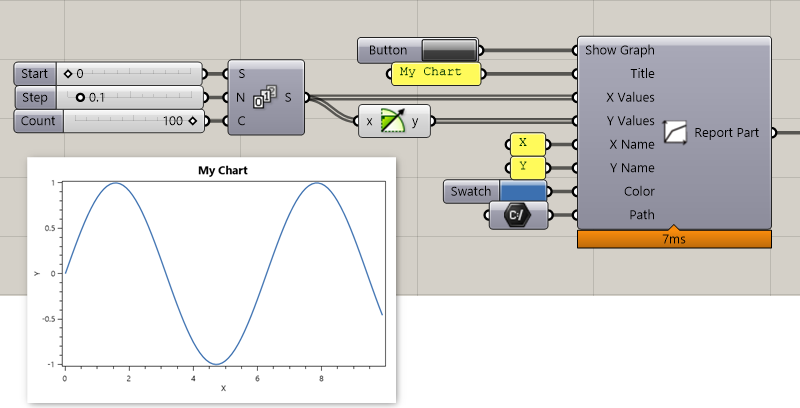 Button
Show Graph
My Chart
Title
Start 0
S
Step 0.1
N
S
X Values
Count 100
C
x
y
Y Values
X
X Name
Report Part
Y
Y Name
Swatch
Color
C:/
Path
7ms
My Chart
1
0.5
0
-0.5
-1
Y
0
2
4
6
8
X